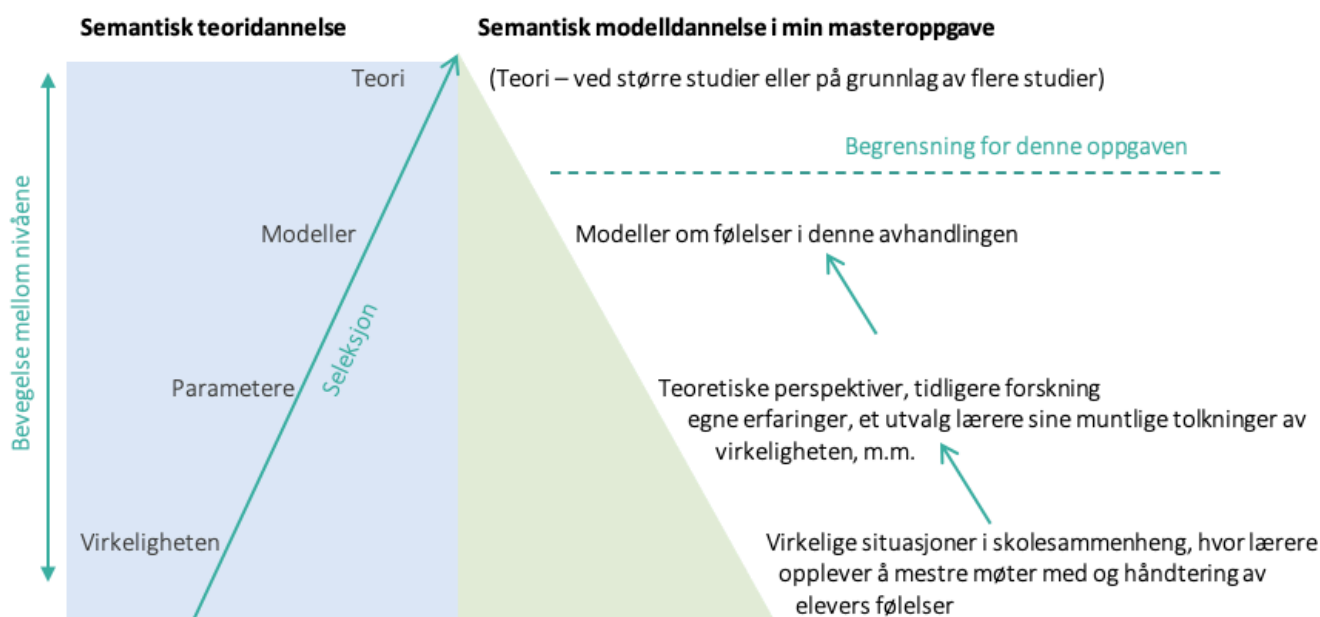 Semantisk teoridannelse
Semantisk modelldannelse i min masteroppgave
Bevegelse mellom nivåene
Teori
(Teori – ved større studier eller på grunnlag av flere studier)
Begrensning for denne oppgaven
Modeller
Modeller om følelser i denne avhandlingen
Seleksjon
Parametere
Teoretiske perspektiver, tidligere forskning
egne erfaringer, et utvalg lærere sine muntlige tolkninger av
virkeligheten, m.m.
Virkeligheten
Virkelige situasjoner i skolesammenheng, hvor lærere
opplever å mestre møter med og håndtering av
elevers følelser